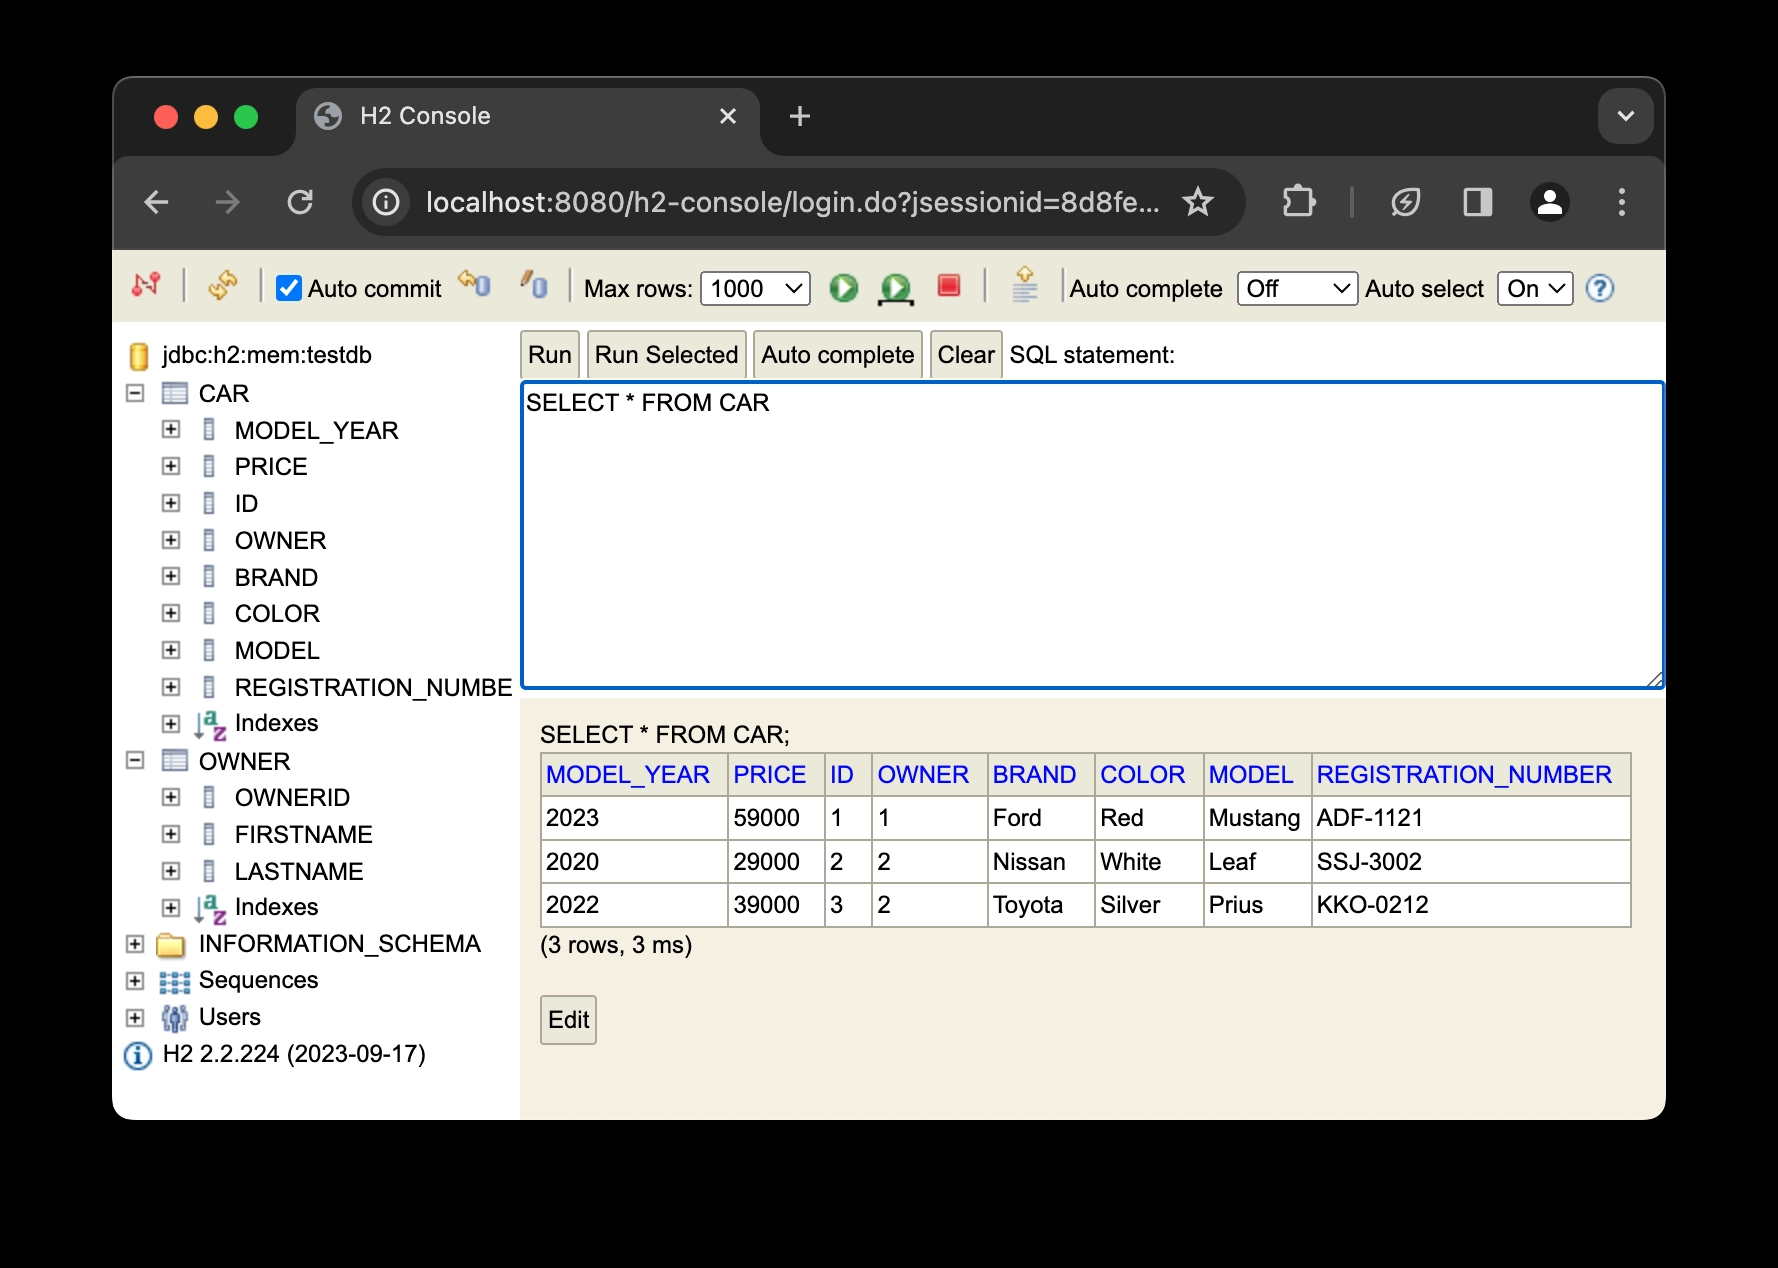 H2 Console
localhost:8080/h2-console/login.do?jsessionid=8d8fe...
Auto commit Max rows: 1000 Auto complete Off Auto select On
jdbc:h2:mem:testdb
CAR
MODEL_YEAR
PRICE
ID
OWNER
BRAND
COLOR
MODEL
REGISTRATION_NUMBE
Indexes
OWNER
OWNERID
FIRSTNAME
LASTNAME
Indexes
INFORMATION_SCHEMA
Sequences
Users
H2 2.2.224 (2023-09-17)
Run Run Selected Auto complete Clear SQL statement:
SELECT * FROM CAR
SELECT * FROM CAR;
MODEL_YEAR PRICE ID OWNER BRAND COLOR MODEL REGISTRATION_NUMBER
2023 59000 1 1 Ford Red Mustang ADF-1121
2020 29000 2 2 Nissan White Leaf SSJ-3002
2022 39000 3 2 Toyota Silver Prius KKO-0212
(3 rows, 3 ms)
Edit